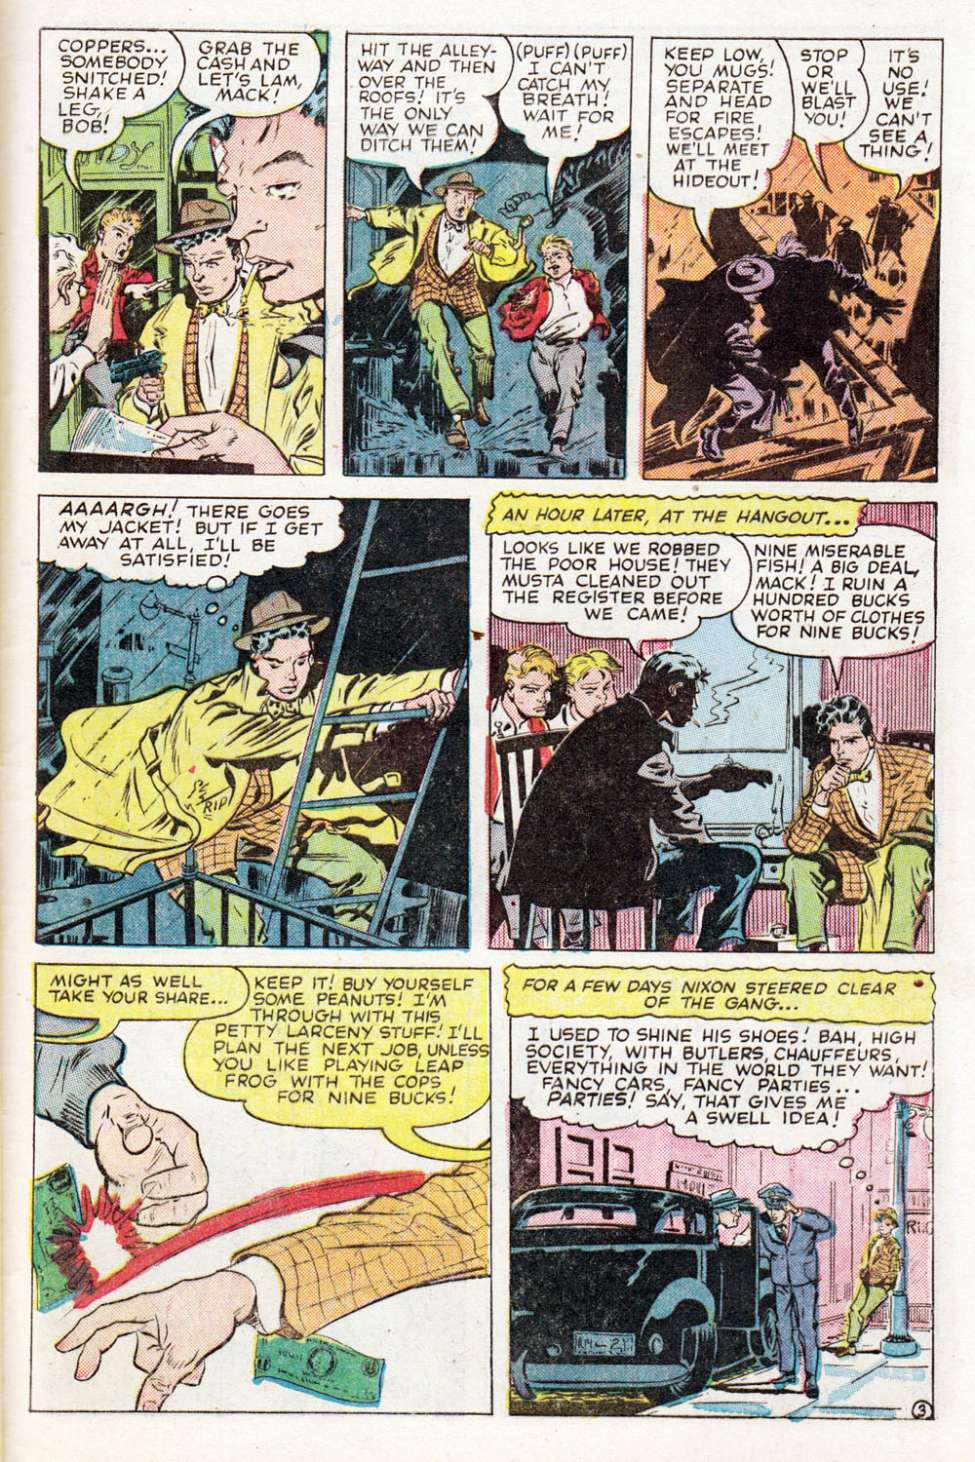 COPPERS...
SOMEBODY
SNITCHED!
SHAKE A
LEG,
BOB!
GRAB THE
CASH AND
LET'S LAM,
MACK!
HIT THE ALLEY-
WAY AND THEN
OVER THE
ROOFS! IT'S
THE ONLY
WAY WE CAN
DITCH THEM!
(PUFF) (PUFF)
I CAN'T
CATCH MY
BREATH!
WAIT FOR
ME!
KEEP LOW,
YOU MUGS!
SEPARATE
AND HEAD
FOR FIRE
ESCAPES!
WE'LL MEET
AT THE
HIDEOUT!
STOP
OR
WE'LL
BLAST
YOU!
IT'S
NO
USE!
WE
CAN'T
SEE A
THING!
AAAARGH! THERE GOES
MY JACKET! BUT IF I GET
AWAY AT ALL, I'LL BE
SATISFIED!
RIP!
AN HOUR LATER, AT THE HANGOUT...
LOOKS LIKE WE ROBBED
THE POOR HOUSE! THEY
MUSTA CLEANED OUT
THE REGISTER BEFORE
WE CAME!
NINE MISERABLE
FISH! A BIG DEAL,
MACK! I RUIN A
HUNDRED BUCKS
WORTH OF CLOTHES
FOR NINE BUCKS!
MIGHT AS WELL
TAKE YOUR SHARE...
KEEP IT! BUY YOURSELF
SOME PEANUTS! I'M
THROUGH WITH THIS
PETTY LARCENY STUFF! I'LL
PLAN THE NEXT JOB, UNLESS
YOU LIKE PLAYING LEAP
FROG WITH THE COPS
FOR NINE BUCKS!
FOR A FEW DAYS NIXON STEERED CLEAR
OF THE GANG...
I USED TO SHINE HIS SHOES! BAH, HIGH
SOCIETY, WITH BUTLERS, CHAUFFEURS,
EVERYTHING IN THE WORLD THEY WANT!
FANCY CARS, FANCY PARTIES...
PARTIES! SAY, THAT GIVES ME
A SWELL IDEA!
3